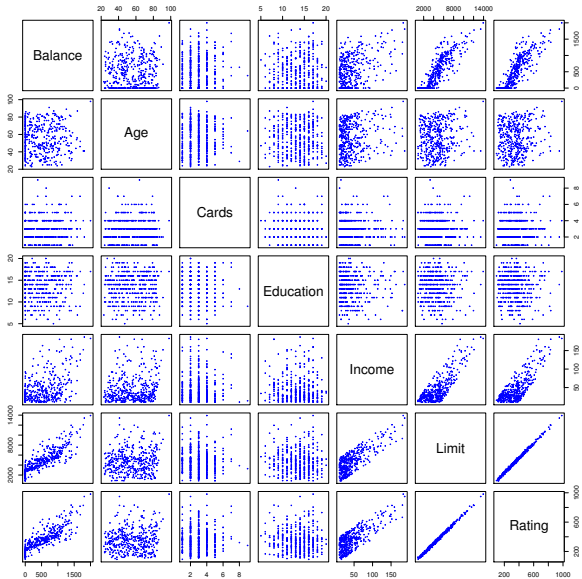 20 40 60 80 100 5 10 15 20 2000 8000 14000
Balance 0 500 1500
20 40 60 80 100 Age
Cards 2 4 6 8
5 10 15 20 Education
Income 50 100 150
2000 8000 14000 Limit
Rating 200 600 1000
0 500 1500 2 4 6 8 50 100 150 200 600 1000